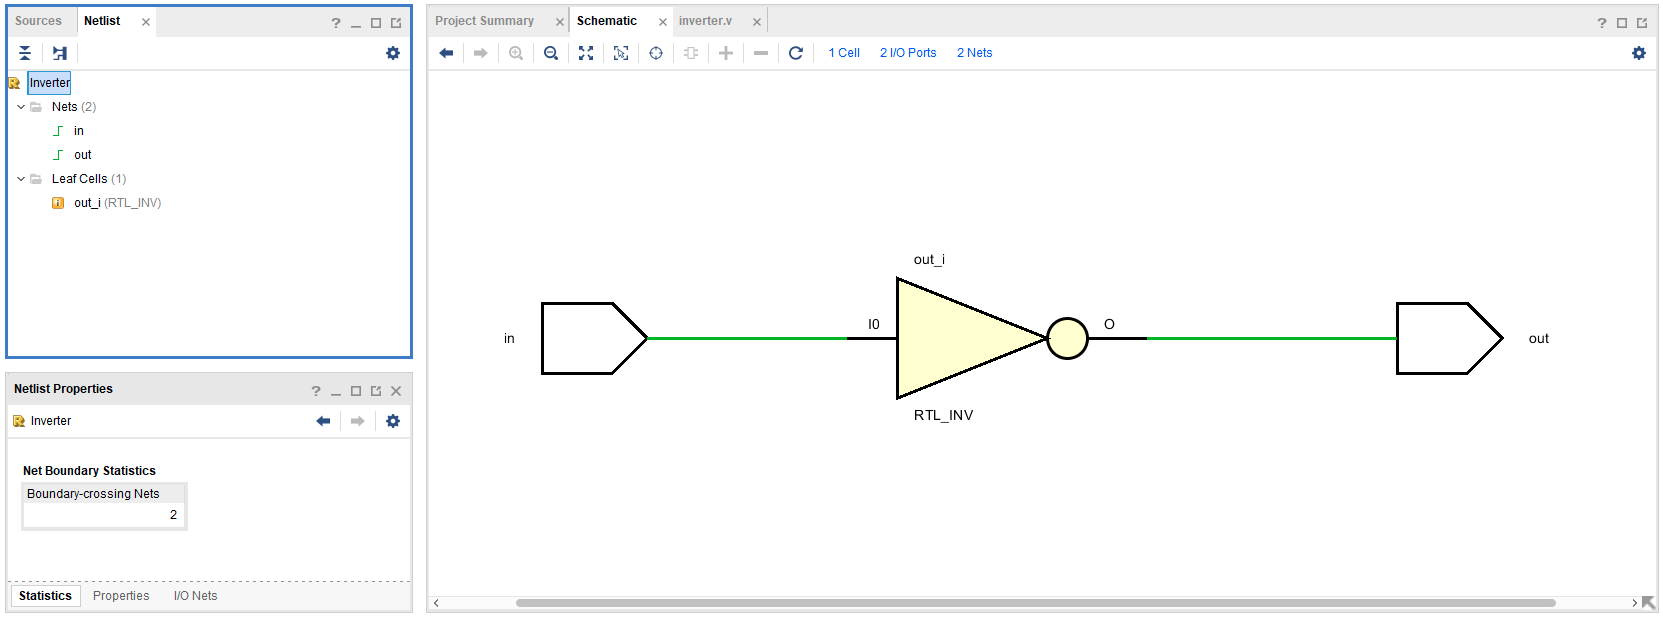 Sources
Netlist
?
Inverter
Nets (2)
in
out
Leaf Cells (1)
out_i (RTL_INV)
Netlist Properties
?
Inverter
Net Boundary Statistics
Boundary-crossing Nets
2
Statistics
Properties
I/O Nets
Project Summary
Schematic
inverter.v
?
1 Cell
2 I/O Ports
2 Nets
out_i
in
I0
O
out
RTL_INV